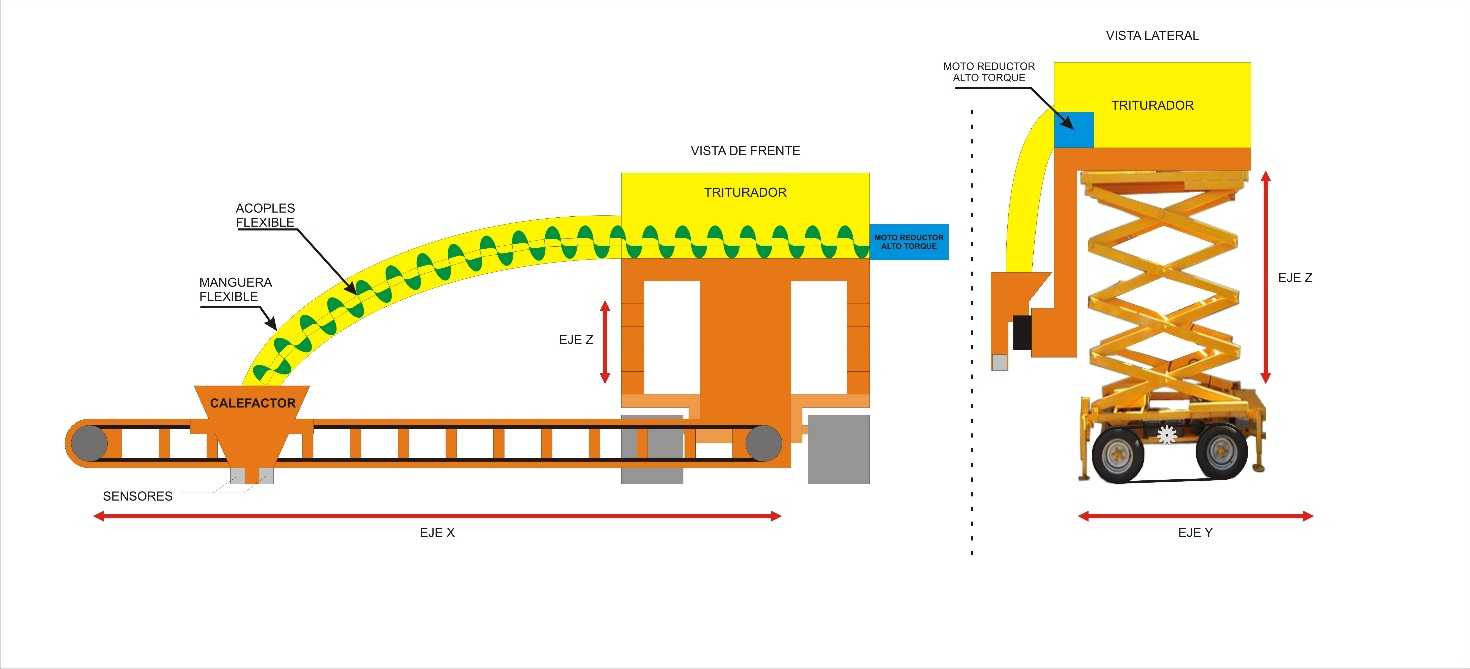 VISTA LATERAL
MOTO REDUCTOR
ALTO TORQUE
TRITURADOR
VISTA DE FRENTE
TRITURADOR
ACOPLES
FLEXIBLE
MOTO REDUCTOR
ALTO TORQUE
MANGUERA
FLEXIBLE
EJE Z
EJE Z
CALEFACTOR
SENSORES
EJE X
EJE Y